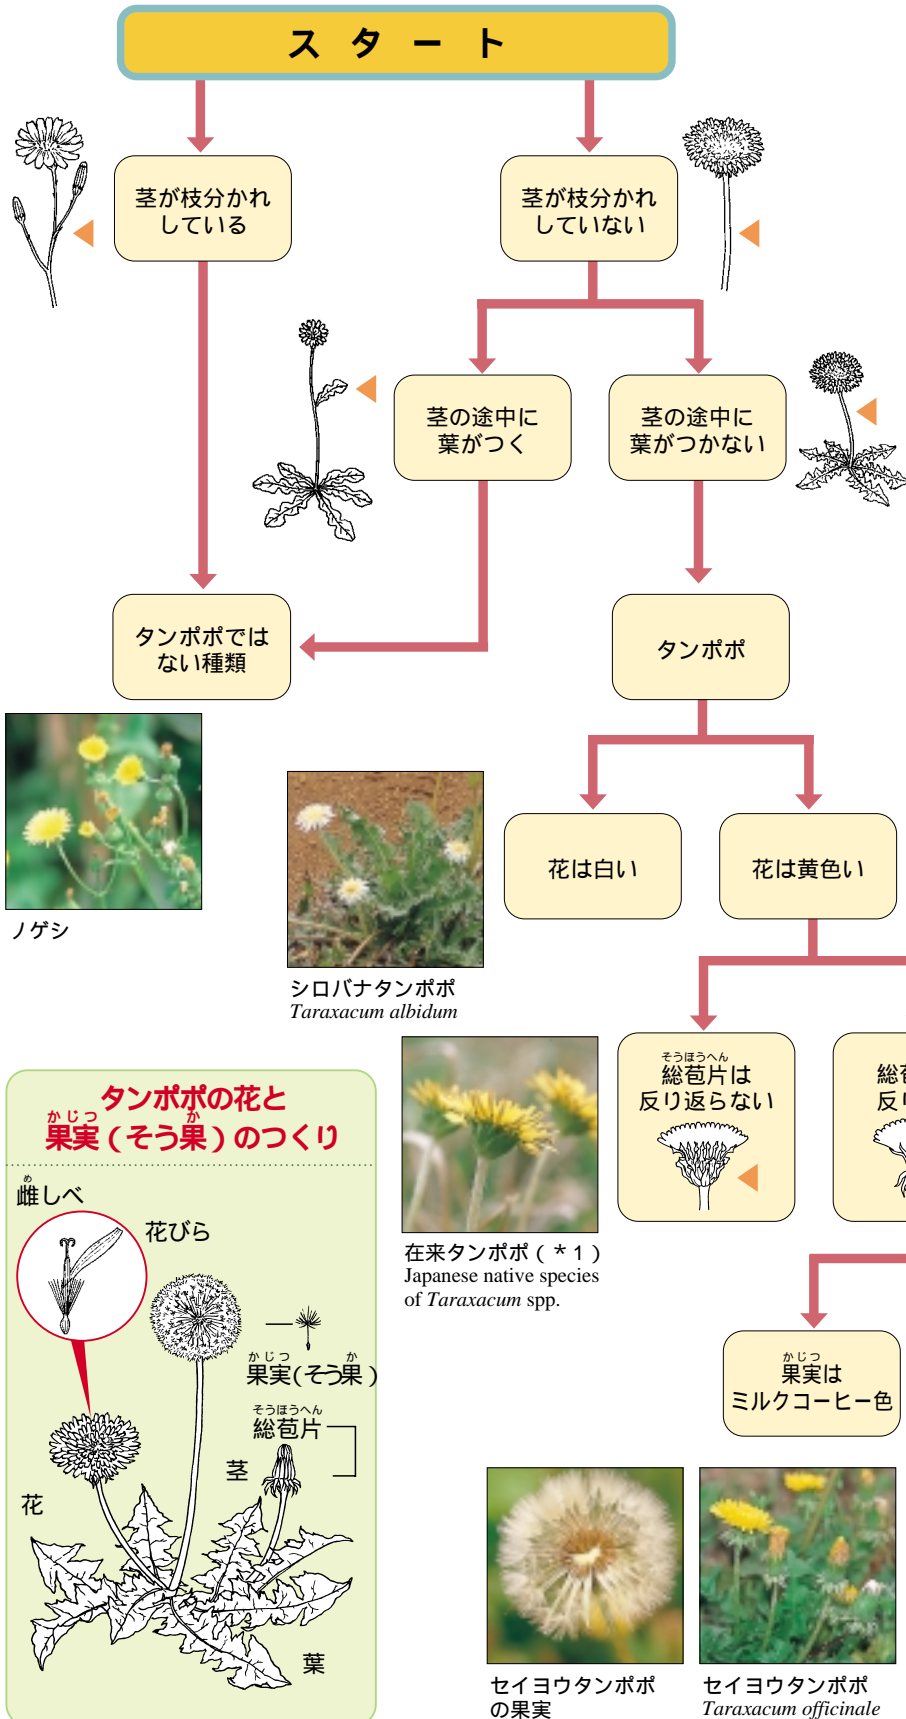 スタート
茎が枝分かれ
している
茎が枝分かれ
していない
茎の途中に
葉がつく
茎の途中に
葉がつかない
タンポポでは
ない種類
タンポポ
ノゲシ
花は白い
花は黄色い
シロバナタンポポ
Taraxacum albidum
そうほうへん
総苞片は
反り返らない
総
反り
在来タンポポ(*1)
Japanese native species
of Taraxacum spp.
タンポポの花と
かじつ か
果実(そう果)のつくり
め
雌しべ
花びら
かじつ か
果実(そう果)
そうほうへん
総苞片
茎
花
葉
かじつ
果実は
ミルクコーヒー色
セイヨウタンポポ
の果実
セイヨウタンポポ
Taraxacum officinale